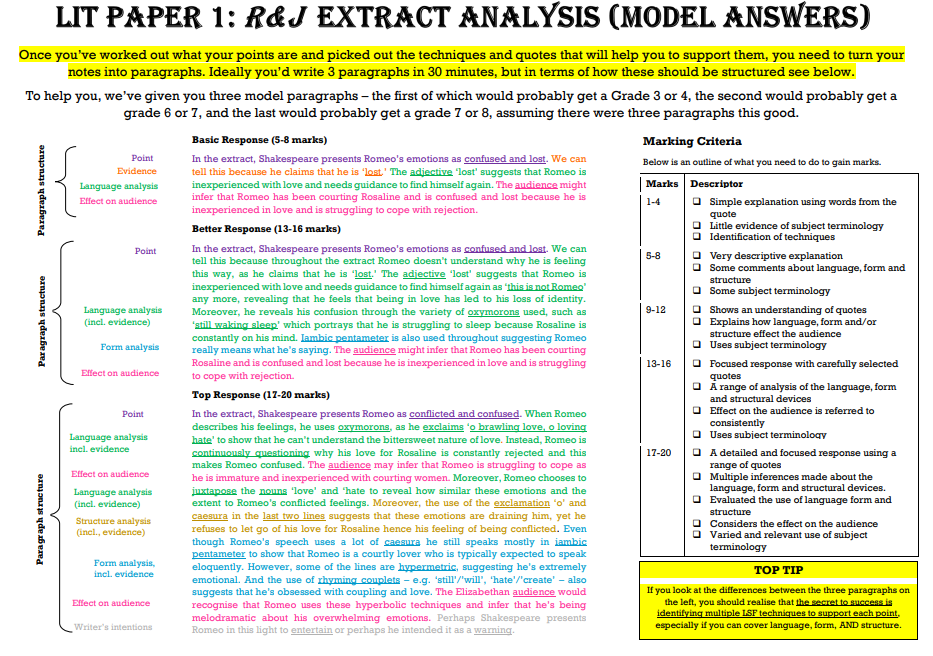 LIT PAPER 1: R&J EXTRACT ANALYSIS (MODEL ANSWERS)
Once you've worked out what your points are and picked out the techniques and quotes that will help you to support them, you need to turn your
notes into paragraphs. Ideally you'd write 3 paragraphs in 30 minutes, but in terms of how these should be structured see below.
To help you, we've given you three model paragraphs – the first of which would probably get a Grade 3 or 4, the second would probably get a
grade 6 or 7, and the last would probably get a grade 7 or 8, assuming there were three paragraphs this good.
Paragraph structure
Point
Evidence
Language analysis
Effect on audience
Basic Response (5-8 marks)
In the extract, Shakespeare presents Romeo's emotions as confused and lost. We can
tell this because he claims that he is 'lost.' The adjective 'lost' suggests that Romeo is
inexperienced with love and needs guidance to find himself again. The audience might
infer that Romeo has been courting Rosaline and is confused and lost because he is
inexperienced in love and is struggling to cope with rejection.
Paragraph structure
Point
Language analysis
(incl. evidence)
Form analysis
Effect on audience
Better Response (13-16 marks)
In the extract, Shakespeare presents Romeo's emotions as confused and lost. We can
tell this because throughout the extract Romeo doesn't understand why he is feeling
this way, as he claims that he is 'lost.' The adjective 'lost' suggests that Romeo is
inexperienced with love and needs guidance to find himself again as 'this is not Romeo'
any more, revealing that he feels that being in love has led to his loss of identity.
Moreover, he reveals his confusion through the variety of oxymorons used, such as
'still waking sleep' which portrays that he is struggling to sleep because Rosaline is
constantly on his mind. Iambic pentameter is also used throughout suggesting Romeo
really means what he's saying. The audience might infer that Romeo has been courting
Rosaline and is confused and lost because he is inexperienced in love and is struggling
to cope with rejection.
Paragraph structure
Point
Language analysis
incl. evidence
Effect on audience
Language analysis
(incl. evidence)
Structure analysis
(incl., evidence)
Form analysis,
incl. evidence
Effect on audience
Writer's intentions
Top Response (17-20 marks)
In the extract, Shakespeare presents Romeo as conflicted and confused. When Romeo
describes his feelings, he uses oxymorons, as he exclaims 'o brawling love, o loving
hate' to show that he can't understand the bittersweet nature of love. Instead, Romeo is
continuously questioning why his love for Rosaline is constantly rejected and this
makes Romeo confused. The audience may infer that Romeo is struggling to cope as
he is immature and inexperienced with courting women. Moreover, Romeo chooses to
juxtapose the nouns 'love' and 'hate to reveal how similar these emotions and the
extent to Romeo's conflicted feelings. Moreover, the use of the exclamation 'o' and
caesura in the last two lines suggests that these emotions are draining him, yet he
refuses to let go of his love for Rosaline hence his feeling of being conflicted. Even
though Romeo's speech uses a lot of caesura he still speaks mostly in iambic
pentameter to show that Romeo is a courtly lover who is typically expected to speak
eloquently. However, some of the lines are hypermetric, suggesting he's extremely
emotional. And the use of rhyming couplets – e.g. 'still'/'will', 'hate'/'create' – also
suggests that he's obsessed with coupling and love. The Elizabethan audience would
recognise that Romeo uses these hyperbolic techniques and infer that he's being
melodramatic about his overwhelming emotions. Perhaps Shakespeare presents
Romeo in this light to entertain or perhaps he intended it as a warning.
Marking Criteria
Below is an outline of what you need to do to gain marks.
Marks Descriptor
1-4 Simple explanation using words from the
quote
Little evidence of subject terminology
Identification of techniques
5-8 Very descriptive explanation
Some comments about language, form and
structure
Some subject terminology
9-12 Shows an understanding of quotes
Explains how language, form and/or
structure effect the audience
Uses subject terminology
13-16 Focused response with carefully selected
quotes
A range of analysis of the language, form
and structural devices
Effect on the audience is referred to
consistently
Uses subject terminology
17-20 A detailed and focused response using a
range of quotes
Multiple inferences made about the
language, form and structural devices.
Evaluated the use of language form and
structure
Considers the effect on the audience
Varied and relevant use of subject
terminology
TOP TIP
If you look at the differences between the three paragraphs on
the left, you should realise that the secret to success is
identifying multiple LSF techniques to support each point,
especially if you can cover language, form, AND structure.